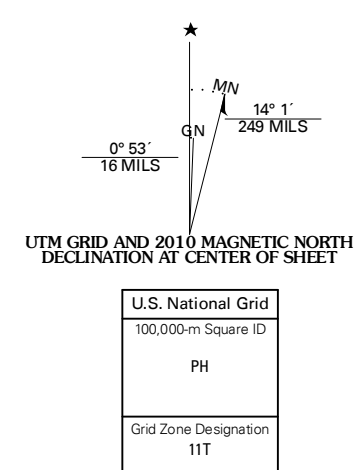 ★
MN
GN
14° 1´
249 MILS
0° 53´
16 MILS
UTM GRID AND 2010 MAGNETIC NORTH
DECLINATION AT CENTER OF SHEET
U.S. National Grid
100,000-m Square ID
PH
Grid Zone Designation
11T